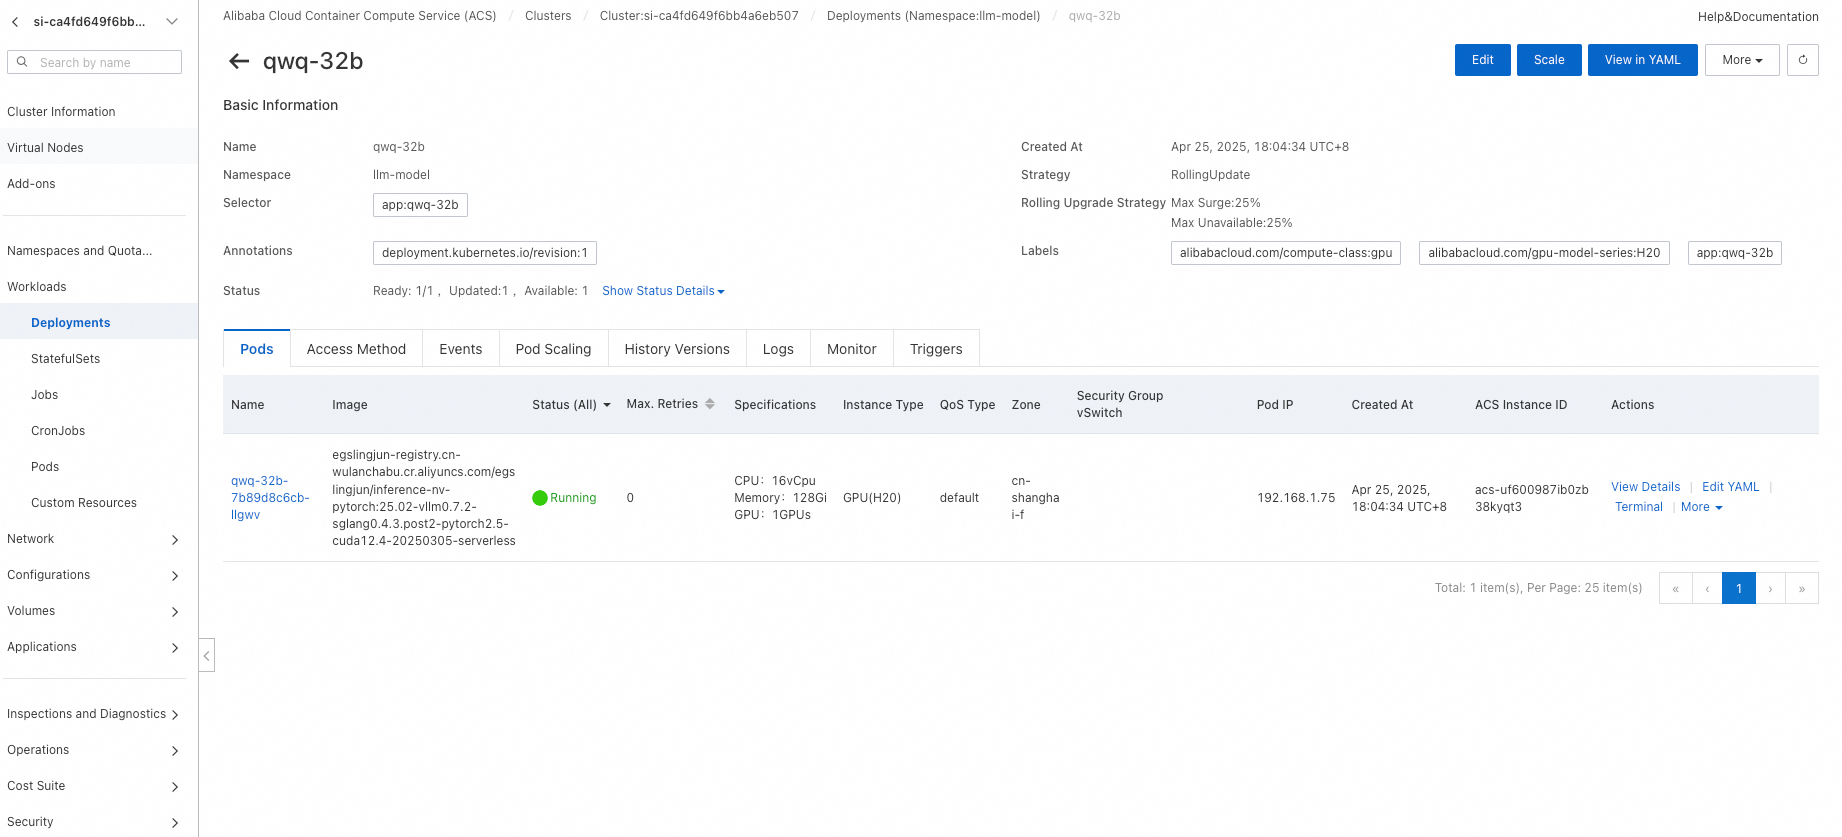 si-ca4fd649f6bb...
Search by name
Cluster Information
Virtual Nodes
Add-ons
Namespaces and Quota...
Workloads
Deployments
StatefulSets
Jobs
CronJobs
Pods
Custom Resources
Network
Configurations
Volumes
Applications
Inspections and Diagnostics
Operations
Cost Suite
Security
Alibaba Cloud Container Compute Service (ACS) / Clusters / Cluster:si-ca4fd649f6bb4a6eb507 / Deployments (Namespace:llm-model) / qwq-32b
Help&Documentation
qwq-32b
Edit Scale View in YAML More
Basic Information
Name qwq-32b
Created At Apr 25, 2025, 18:04:34 UTC+8
Namespace llm-model
Strategy RollingUpdate
Selector app:qwq-32b
Rolling Upgrade Strategy Max Surge:25%
Max Unavailable:25%
Annotations deployment.kubernetes.io/revision:1
Labels alibabacloud.com/compute-class:gpu alibabacloud.com/gpu-model-series:H20 app:qwq-32b
Status Ready: 1/1 , Updated:1 , Available: 1 Show Status Details
Pods Access Method Events Pod Scaling History Versions Logs Monitor Triggers
Name Image Status (All) Max. Retries Specifications Instance Type QoS Type Zone Security Group
vSwitch
Pod IP Created At ACS Instance ID Actions
qwq-32b-
7b89d8c6cb-
llgwv
egslingjun-registry.cn-
wulanchabu.cr.aliyuncs.com/egs
lingjun/inference-nv-
pytorch:25.02-vllm0.7.2-
sglang0.4.3.post2-pytorch2.5-
cuda12.4-20250305-serverless
Running
0
CPU: 16vCpu
Memory: 128Gi
GPU: 1GPUs
GPU(H20)
default
cn-
shangha
i-f
192.168.1.75
Apr 25, 2025,
18:04:34 UTC+8
acs-uf600987ib0zb
38kyqt3
View Details | Edit YAML |
Terminal | More
Total: 1 item(s), Per Page: 25 item(s) « ‹ 1 › »